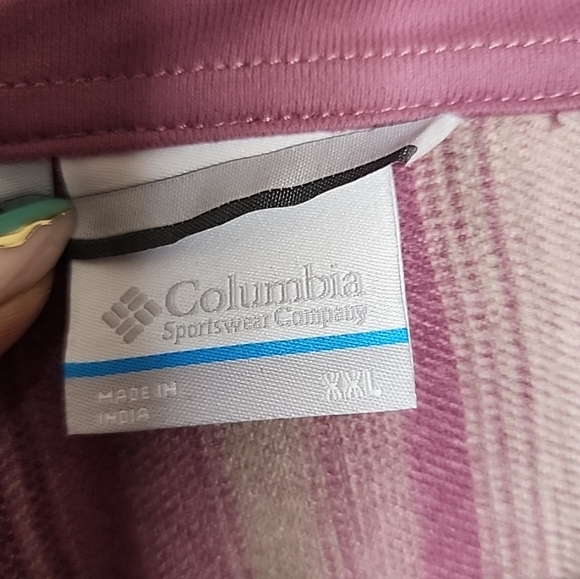 Columbia
Sportswear Company
MADE IN
INDIA
XXL